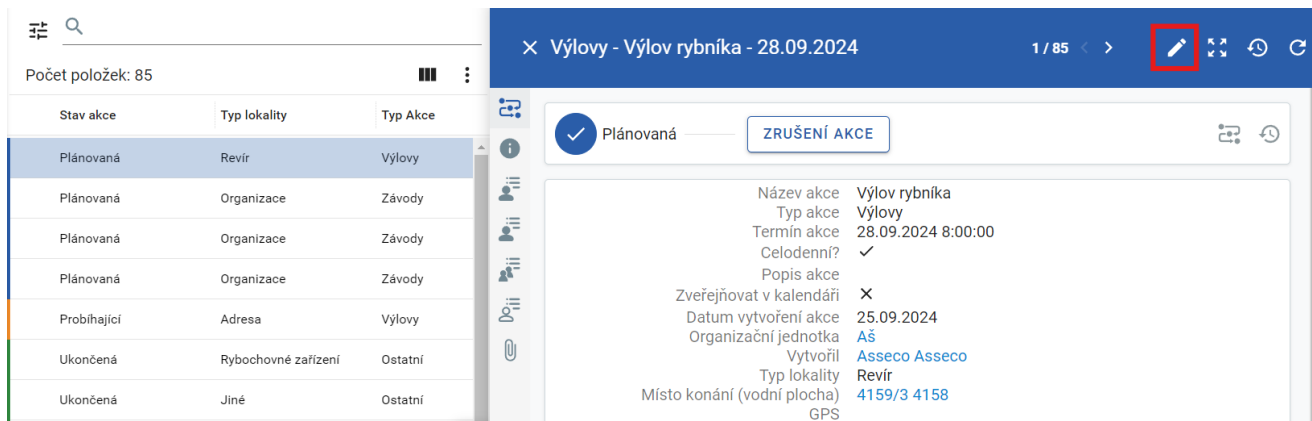 Počet položek: 85
Stav akce Typ lokality Typ Akce
Plánovaná Revír Výlovy
Plánovaná Organizace Závody
Plánovaná Organizace Závody
Plánovaná Organizace Závody
Probíhající Adresa Výlovy
Ukončená Rybochovné zařízení Ostatní
Ukončená Jiné Ostatní
Výlovy - Výlov rybníka - 28.09.2024 1 / 85
Plánovaná ZRUŠENÍ AKCE
Název akce Výlov rybníka
Typ akce Výlovy
Termín akce 28.09.2024 8:00:00
Celodenní?
Popis akce
Zveřejňovat v kalendáři
Datum vytvoření akce 25.09.2024
Organizační jednotka Aš
Vytvořil Asseco Asseco
Typ lokality Revír
Místo konání (vodní plocha) 4159/3 4158
GPS